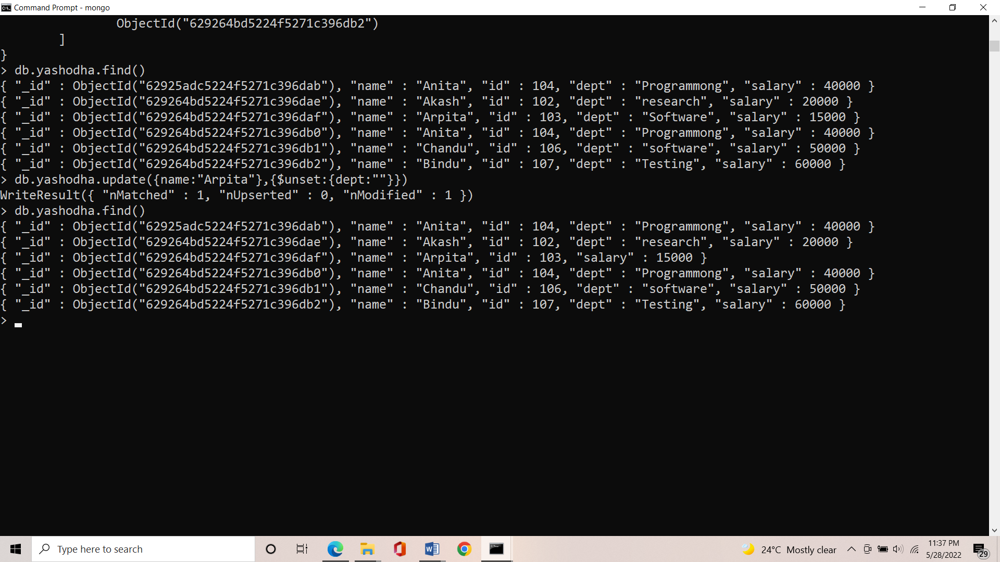 Command Prompt - mongo
ObjectId("629264bd5224f5271c396db2")
]
}
> db.yashodha.find()
{ "_id" : ObjectId("62925adc5224f5271c396dab"), "name" : "Anita", "id" : 104, "dept" : "Programmong", "salary" : 40000 }
{ "_id" : ObjectId("629264bd5224f5271c396dae"), "name" : "Akash", "id" : 102, "dept" : "research", "salary" : 20000 }
{ "_id" : ObjectId("629264bd5224f5271c396daf"), "name" : "Arpita", "id" : 103, "dept" : "Software", "salary" : 15000 }
{ "_id" : ObjectId("629264bd5224f5271c396db0"), "name" : "Anita", "id" : 104, "dept" : "Programmong", "salary" : 40000 }
{ "_id" : ObjectId("629264bd5224f5271c396db1"), "name" : "Chandu", "id" : 106, "dept" : "software", "salary" : 50000 }
{ "_id" : ObjectId("629264bd5224f5271c396db2"), "name" : "Bindu", "id" : 107, "dept" : "Testing", "salary" : 60000 }
> db.yashodha.update({name:"Arpita"},{$unset:{dept:""}})
WriteResult({ "nMatched" : 1, "nUpserted" : 0, "nModified" : 1 })
> db.yashodha.find()
{ "_id" : ObjectId("62925adc5224f5271c396dab"), "name" : "Anita", "id" : 104, "dept" : "Programmong", "salary" : 40000 }
{ "_id" : ObjectId("629264bd5224f5271c396dae"), "name" : "Akash", "id" : 102, "dept" : "research", "salary" : 20000 }
{ "_id" : ObjectId("629264bd5224f5271c396daf"), "name" : "Arpita", "id" : 103, "salary" : 15000 }
{ "_id" : ObjectId("629264bd5224f5271c396db0"), "name" : "Anita", "id" : 104, "dept" : "Programmong", "salary" : 40000 }
{ "_id" : ObjectId("629264bd5224f5271c396db1"), "name" : "Chandu", "id" : 106, "dept" : "software", "salary" : 50000 }
{ "_id" : ObjectId("629264bd5224f5271c396db2"), "name" : "Bindu", "id" : 107, "dept" : "Testing", "salary" : 60000 }
>
Type here to search
24°C Mostly clear
11:37 PM
5/28/2022
29